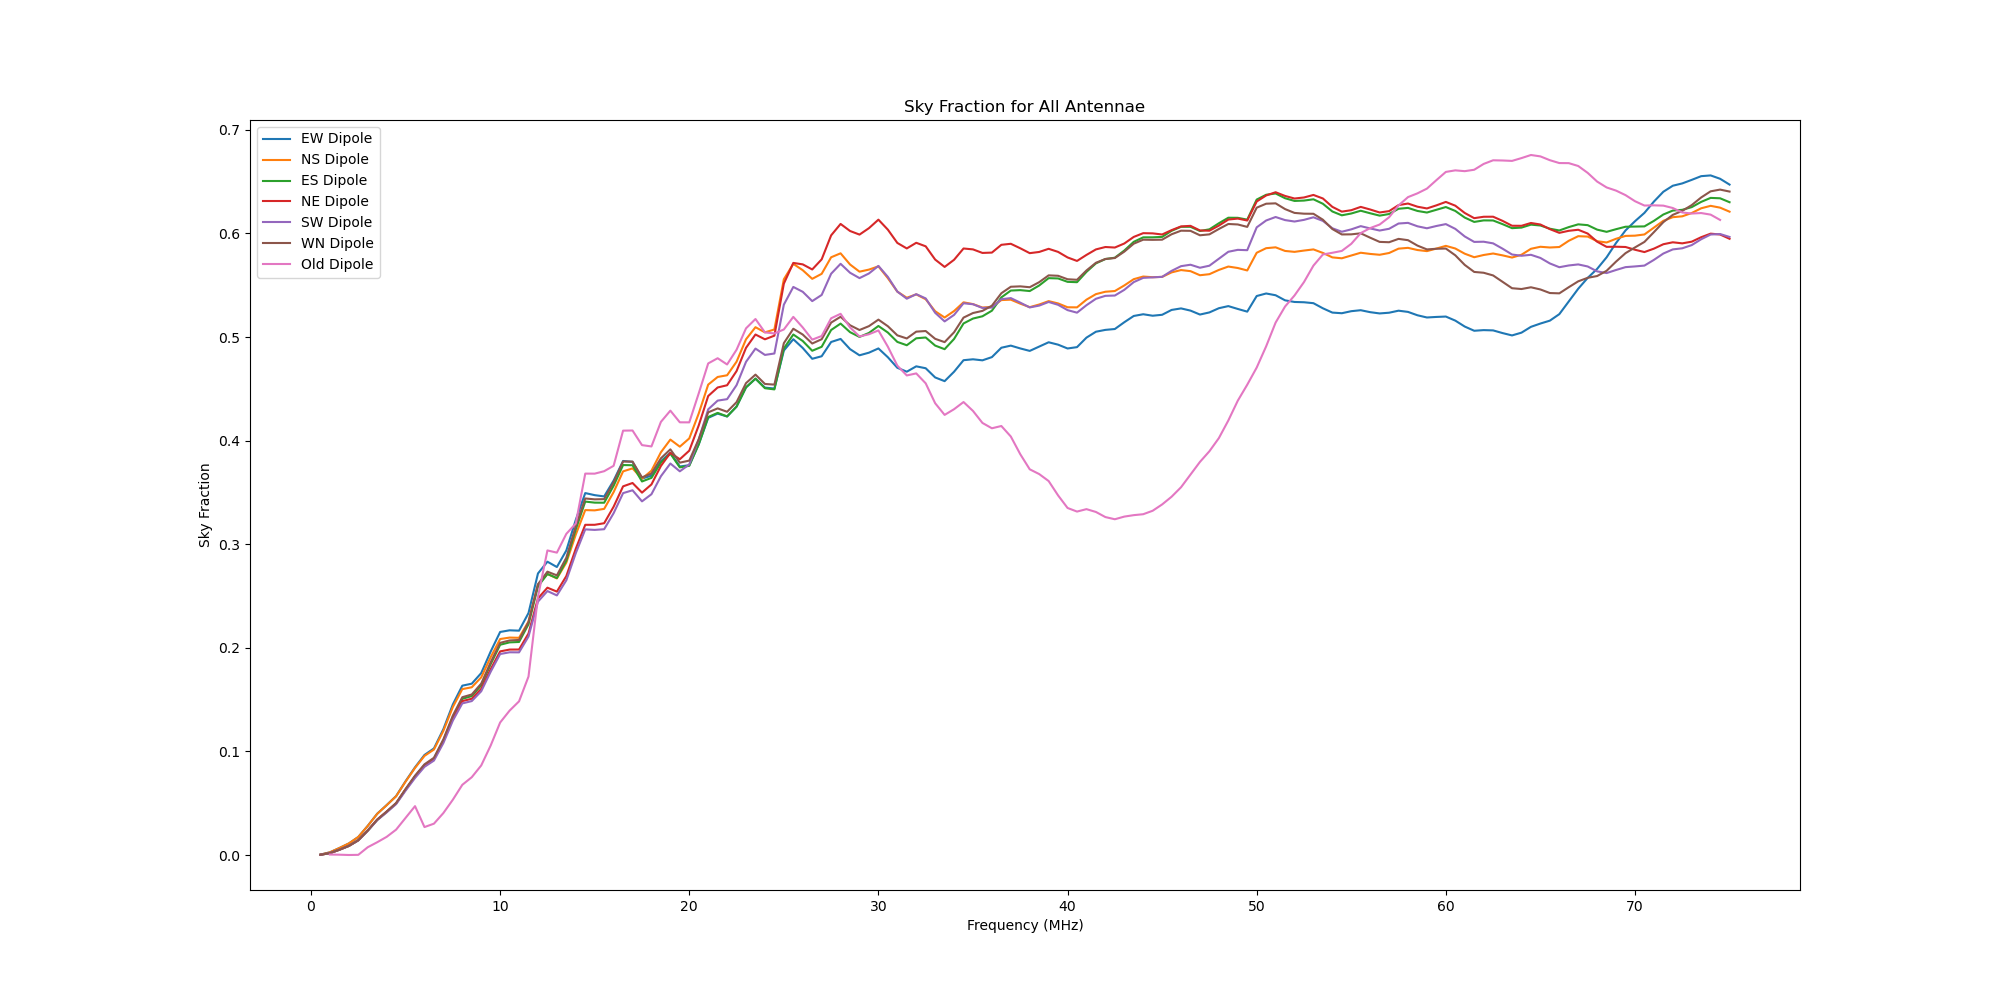 Sky Fraction for All Antennae
0.7
0.6
0.5
0.4
0.3
0.2
0.1
0.0
Sky Fraction
EW Dipole
NS Dipole
ES Dipole
NE Dipole
SW Dipole
WN Dipole
Old Dipole
0 10 20 30 40 50 60 70
Frequency (MHz)